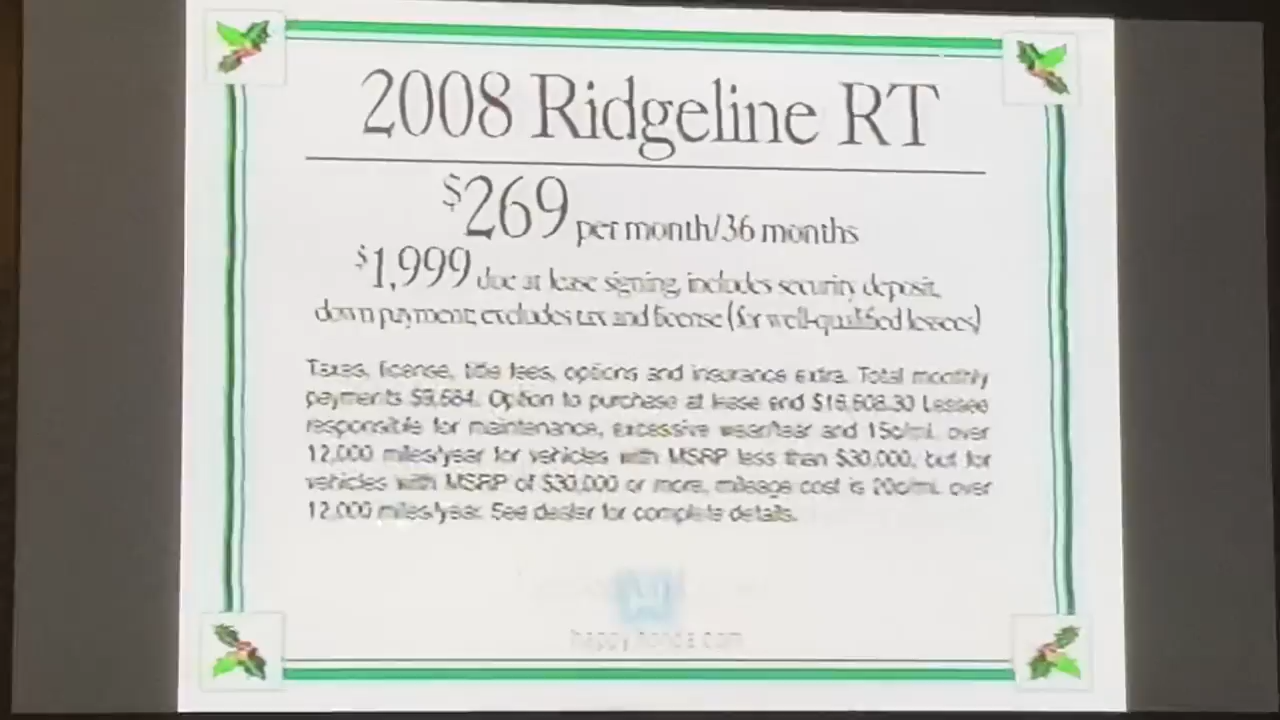 2008 Ridgeline RT
$269 per month/36 months
$1,999 due at lease signing, includes security deposit,
down payment; excludes tax and license (for well-qualified lessees)
Taxes, license, title fees, options and insurance extra. Total monthly
payments $9,684. Option to purchase at lease end Lessee
responsible for maintenance, excessive wear/tear and 15¢/mi. over
12,000 miles/year for vehicles with MSRP less than $30,000, but for
vehicles with MSRP of $30,000 or more, mileage cost is 20¢/mi. over
12,000 miles/year. See dealer for complete details.
happyhonda.com